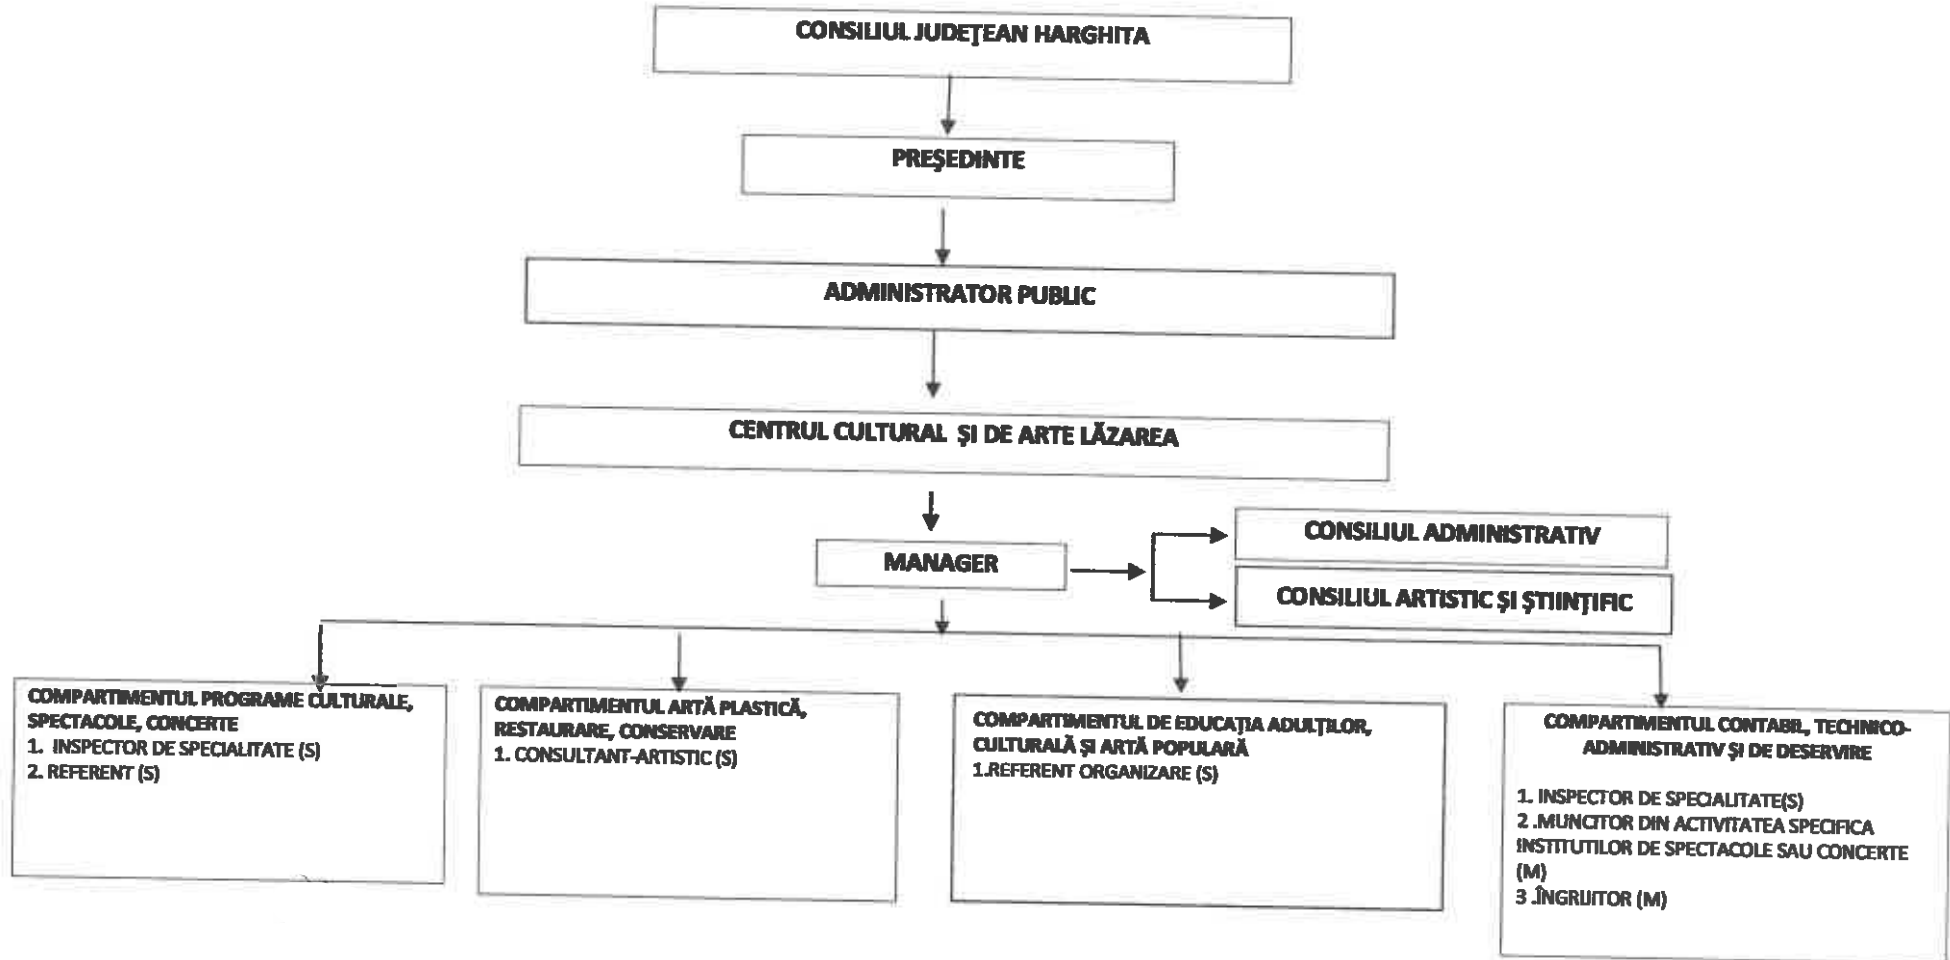 CONSILIUL JUDEŢEAN HARGHITA
PREŞEDINTE
ADMINISTRATOR PUBLIC
CENTRUL CULTURAL ŞI DE ARTE LĂZAREA
MANAGER
CONSILIUL ADMINISTRATIV
CONSILIUL ARTISTIC ŞI ŞTIINŢIFIC
COMPARTIMENTUL PROGRAME CULTURALE,
SPECTACOLE, CONCERTE
1. INSPECTOR DE SPECIALITATE (S)
2. REFERENT (S)
COMPARTIMENTUL ARTĂ PLASTICĂ,
RESTAURARE, CONSERVARE
1. CONSULTANT-ARTISTIC (S)
COMPARTIMENTUL DE EDUCAŢIA ADULŢILOR,
CULTURALĂ ŞI ARTĂ POPULARĂ
1.REFERENT ORGANIZARE (S)
COMPARTIMENTUL CONTABIL, TECHNICO-
ADMINISTRATIV ŞI DE DESERVIRE
1. INSPECTOR DE SPECIALITATE(S)
2 .MUNCITOR DIN ACTIVITATEA SPECIFICA
INSTITUTILOR DE SPECTACOLE SAU CONCERTE
(M)
3 .ÎNGRIJITOR (M)